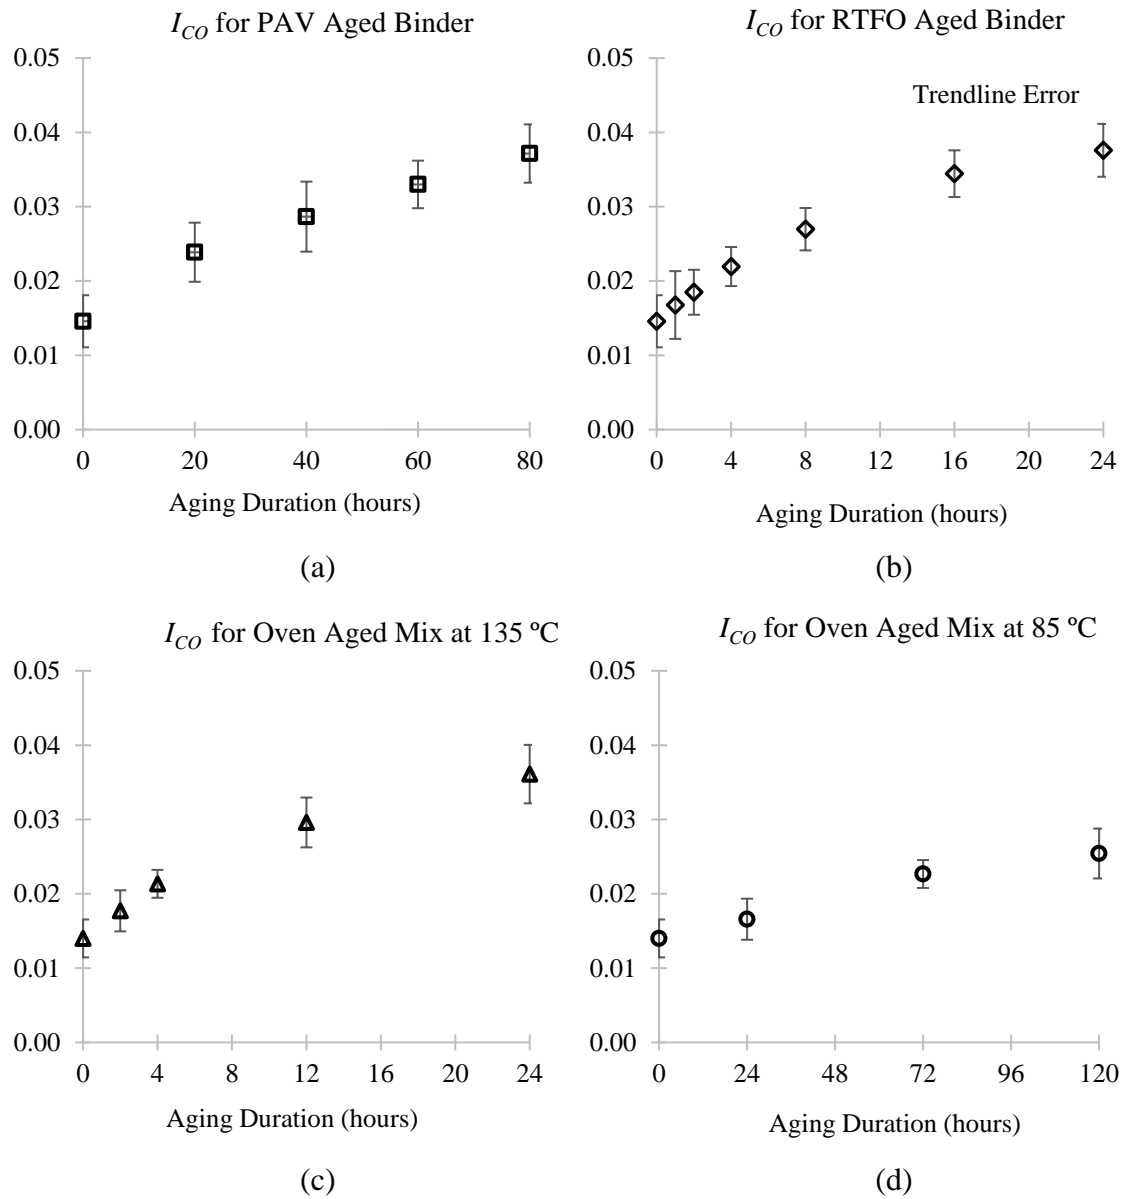 I_CO for PAV Aged Binder
0.05
0.04
0.03
0.02
0.01
0.00
0 20 40 60 80
Aging Duration (hours)
(a)
I_CO for RTFO Aged Binder
0.05
Trendline Error
0.04
0.03
0.02
0.01
0.00
0 4 8 12 16 20 24
Aging Duration (hours)
(b)
I_CO for Oven Aged Mix at 135 ºC
0.05
0.04
0.03
0.02
0.01
0.00
0 4 8 12 16 20 24
Aging Duration (hours)
(c)
I_CO for Oven Aged Mix at 85 ºC
0.05
0.04
0.03
0.02
0.01
0.00
0 24 48 72 96 120
Aging Duration (hours)
(d)